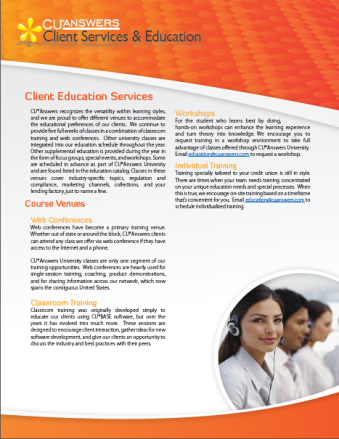 CU*ANSWERS
Client Services & Education
Client Education Services
CU*Answers recognizes the versatility within learning styles,
and we are proud to offer different venues to accommodate
the educational preferences of our clients. We continue to
provide five full weeks of classes in a combination of classroom
training and web conferences. Other supplemental classes are
integrated into our education schedule throughout the year.
Other supplemental education is provided during the year in
the form of focus groups, special events, and workshops. Some
are scheduled in advance as part of CU*Answers University
and are found listed in the education catalog. Classes in these
venues cover industry-specific topics, regulation and
compliance, marketing channels, collections, and your
lending factory, just to name a few.
Course Venues
Web Conferences
Web conferences have become a primary training venue.
Whether out of state or around the block, CU*Answers clients
can attend any class we offer via web conference if they have
access to the Internet and a phone.
CU*Answers University classes are only one segment of our
training opportunities. Web conferences are heavily used for
single-session training, coaching, product demonstrations,
and for sharing information across our network, which now
spans the contiguous United States.
Classroom Training
Classroom training was originally developed simply to
educate our clients using CU*BASE software, but over the
years it has evolved into much more. These sessions are
designed to encourage client interaction, gather ideas for new
software development, and give our clients an opportunity to
discuss the industry and best practices with their peers.
Workshops
For the student who learns best by doing,
hands-on workshops can enhance the learning experience
and turn theory into knowledge. We encourage you to
request training in a workshop environment to take full
advantage of classes offered through CU*Answers University.
Email education@cuanswers.com to request a workshop.
Individual Training
Training specially tailored to your credit union is still in style.
There are times when your team needs training concentrated
on your unique education needs and special processes. When
this is true, we encourage on-site training based on a timeframe
that's convenient for you. Email education@cuanswers.com to
schedule individualized training.